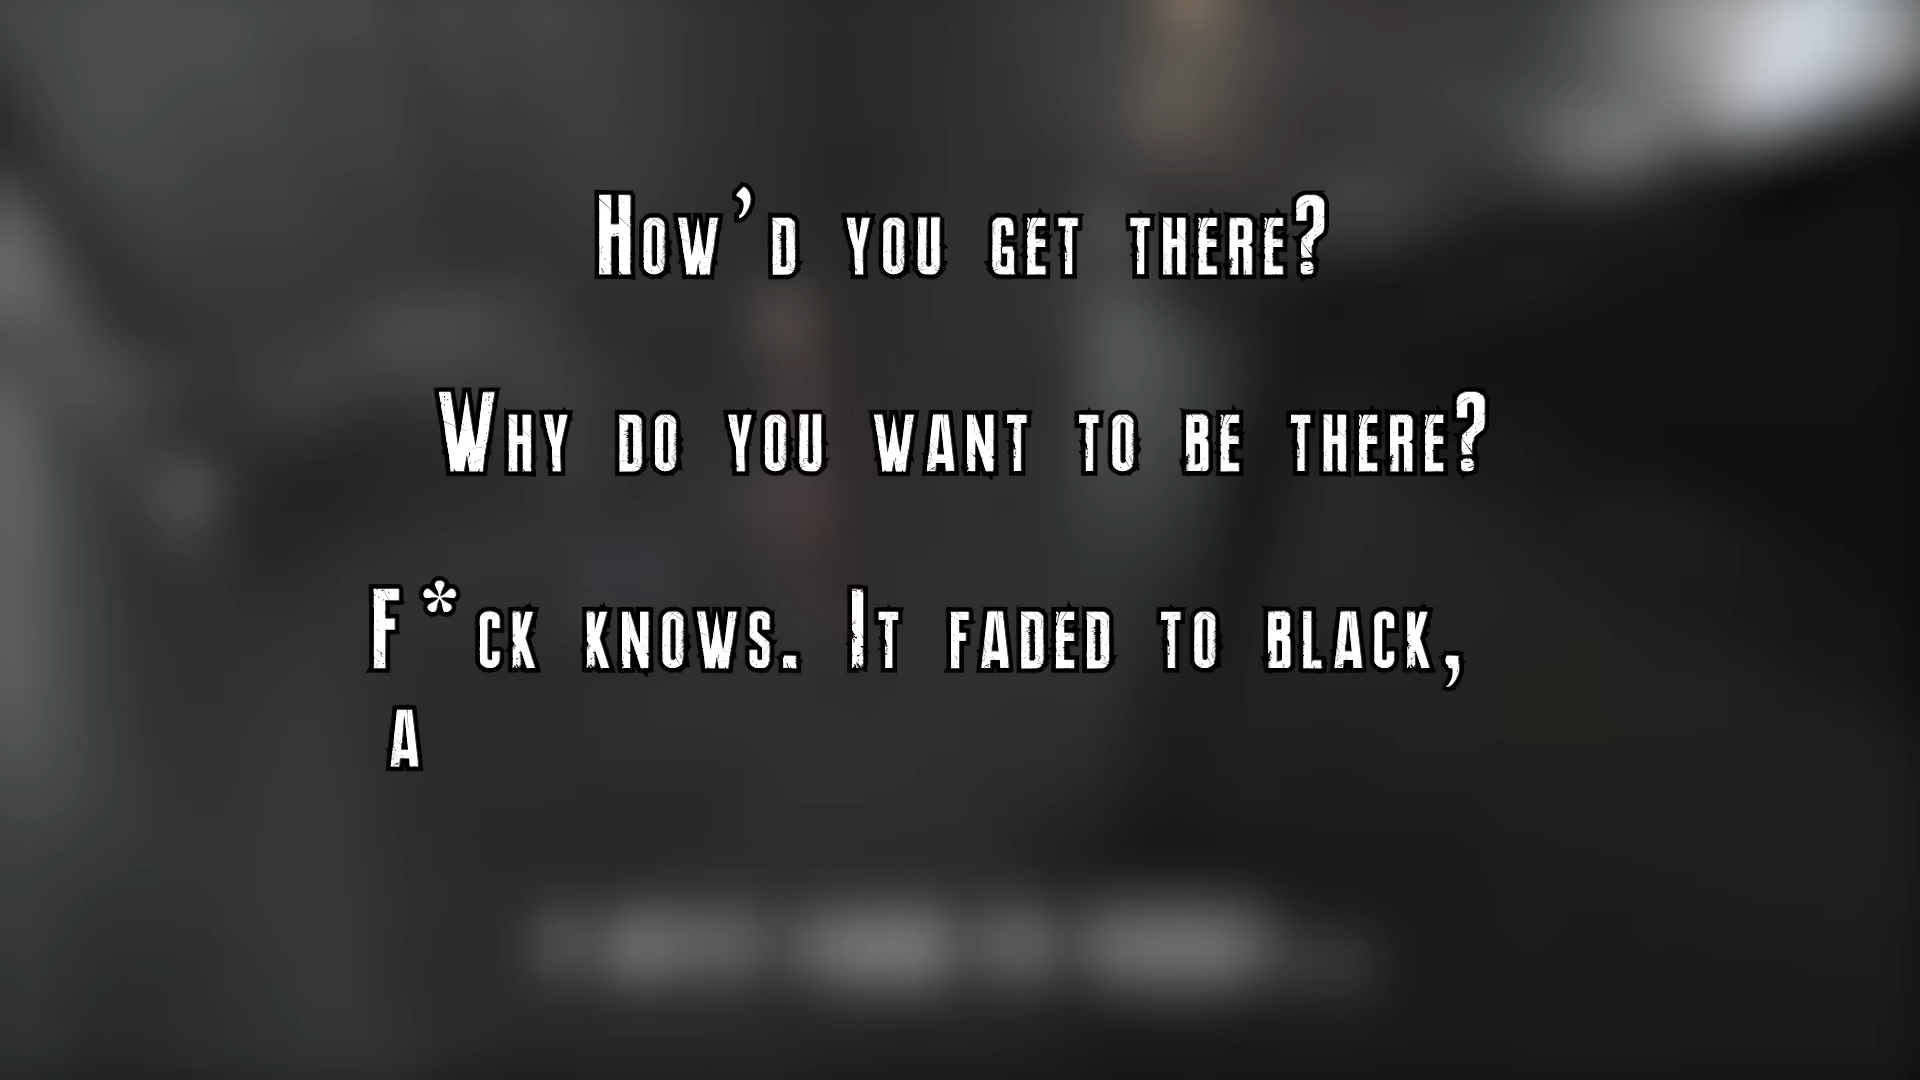 How'd you get there?
Why do you want to be there?
F*ck knows. It faded to black,
a